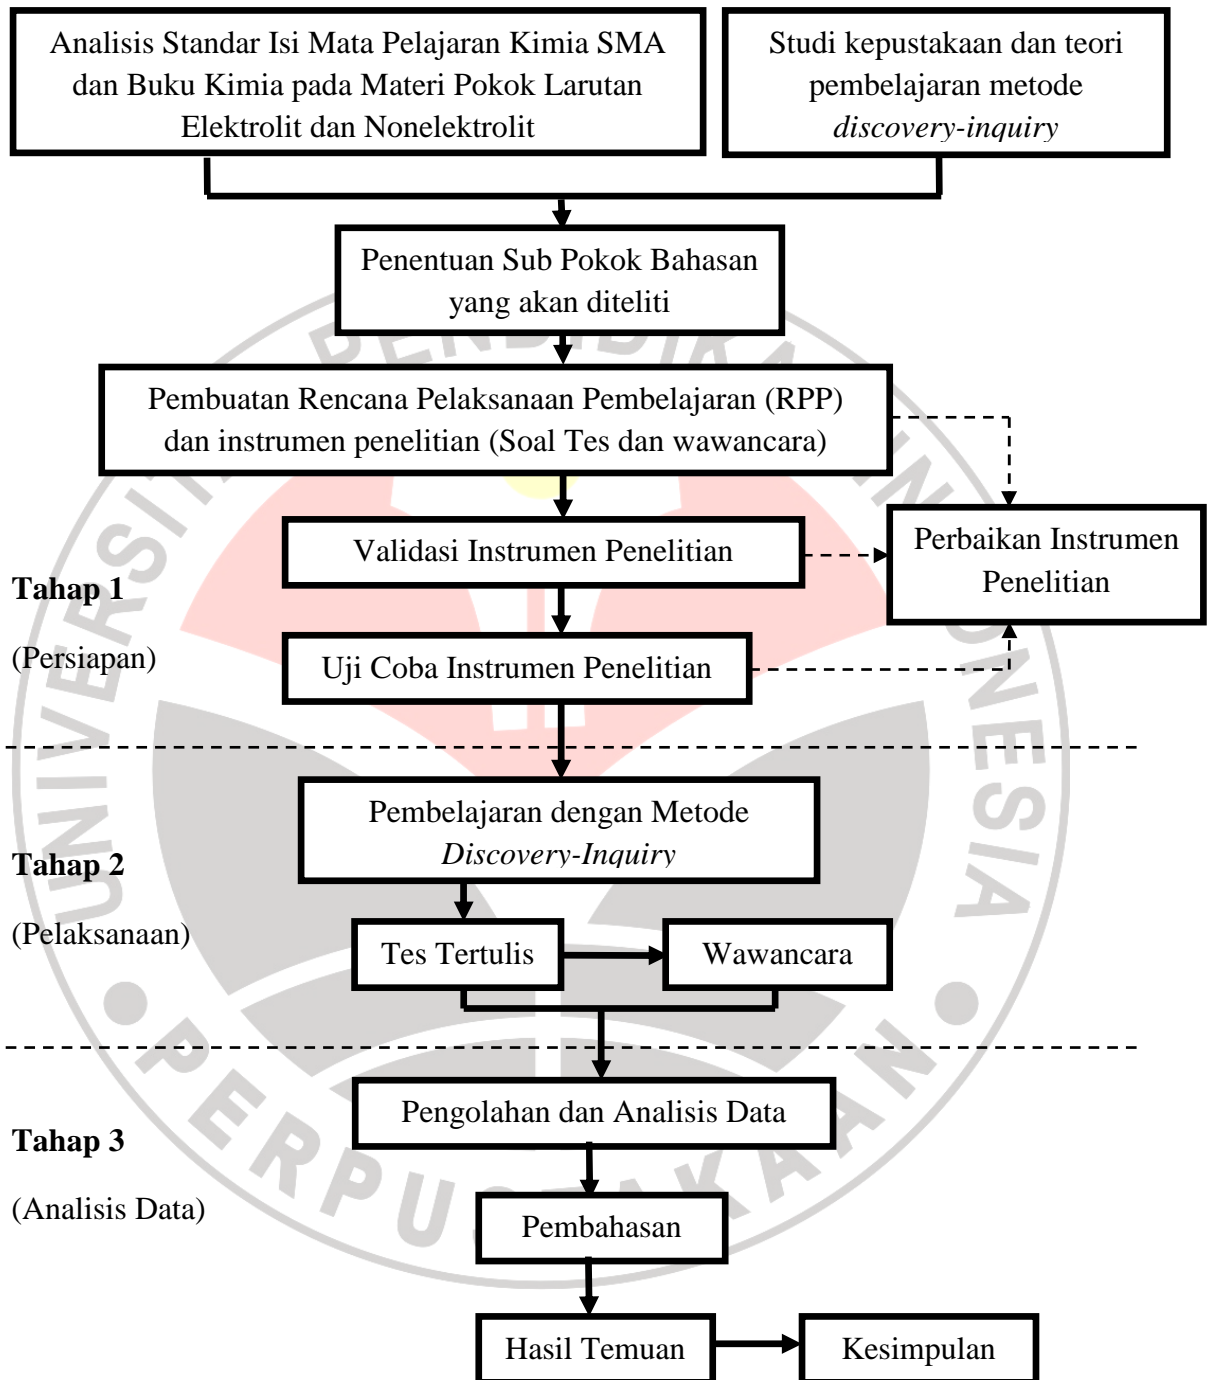 Analisis Standar Isi Mata Pelajaran Kimia SMA
dan Buku Kimia pada Materi Pokok Larutan
Elektrolit dan Nonelektrolit
Studi kepustakaan dan teori
pembelajaran metode
discovery-inquiry
Penentuan Sub Pokok Bahasan
yang akan diteliti
Pembuatan Rencana Pelaksanaan Pembelajaran (RPP)
dan instrumen penelitian (Soal Tes dan wawancara)
Validasi Instrumen Penelitian
Perbaikan Instrumen
Penelitian
Tahap 1
(Persiapan)
Uji Coba Instrumen Penelitian
Pembelajaran dengan Metode
Discovery-Inquiry
Tahap 2
(Pelaksanaan)
Tes Tertulis
Wawancara
Pengolahan dan Analisis Data
Tahap 3
(Analisis Data)
Pembahasan
Hasil Temuan
Kesimpulan
UNIVERSITAS PENDIDIKAN INDONESIA
PERPUSTAKAAN